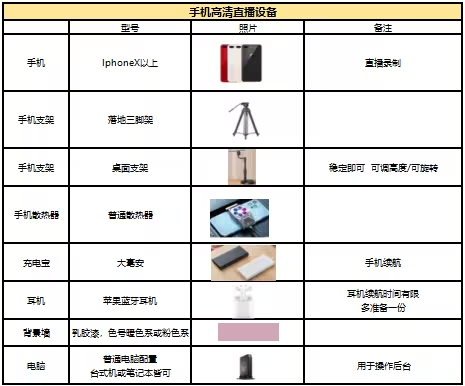 手机高清直播设备
型号 照片 备注
手机 IphoneX以上 直播录制
手机支架 落地三脚架
手机支架 桌面支架 稳定即可 可调高度/可旋转
手机散热器 普通散热器
充电宝 大毫安 手机续航
耳机 苹果蓝牙耳机 耳机续航时间有限
多准备一份
背景墙 乳胶漆，色号暖色系或粉色系
电脑 普通电脑配置
台式机或笔记本皆可 用于操作后台